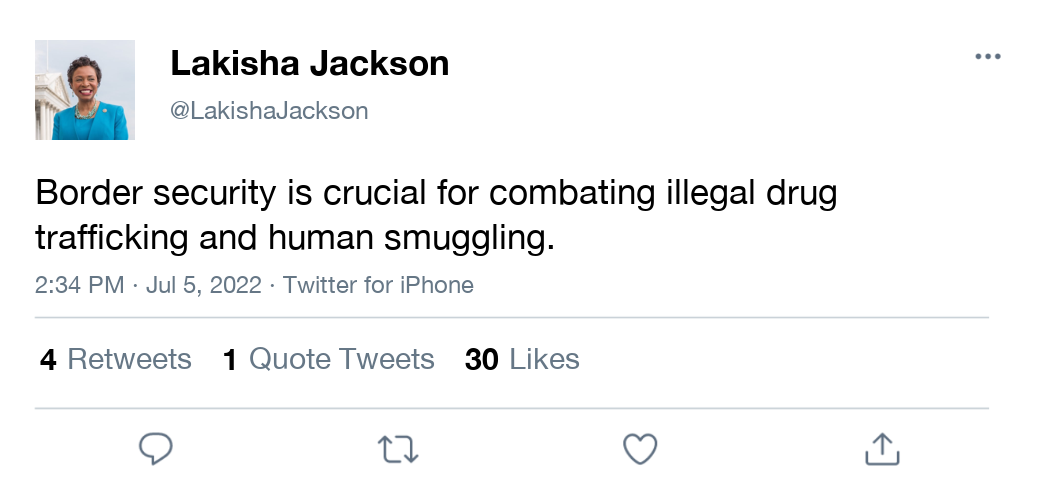 Lakisha Jackson
@LakishaJackson
Border security is crucial for combating illegal drug
trafficking and human smuggling.
2:34 PM · Jul 5, 2022 · Twitter for iPhone
4 Retweets 1 Quote Tweets 30 Likes